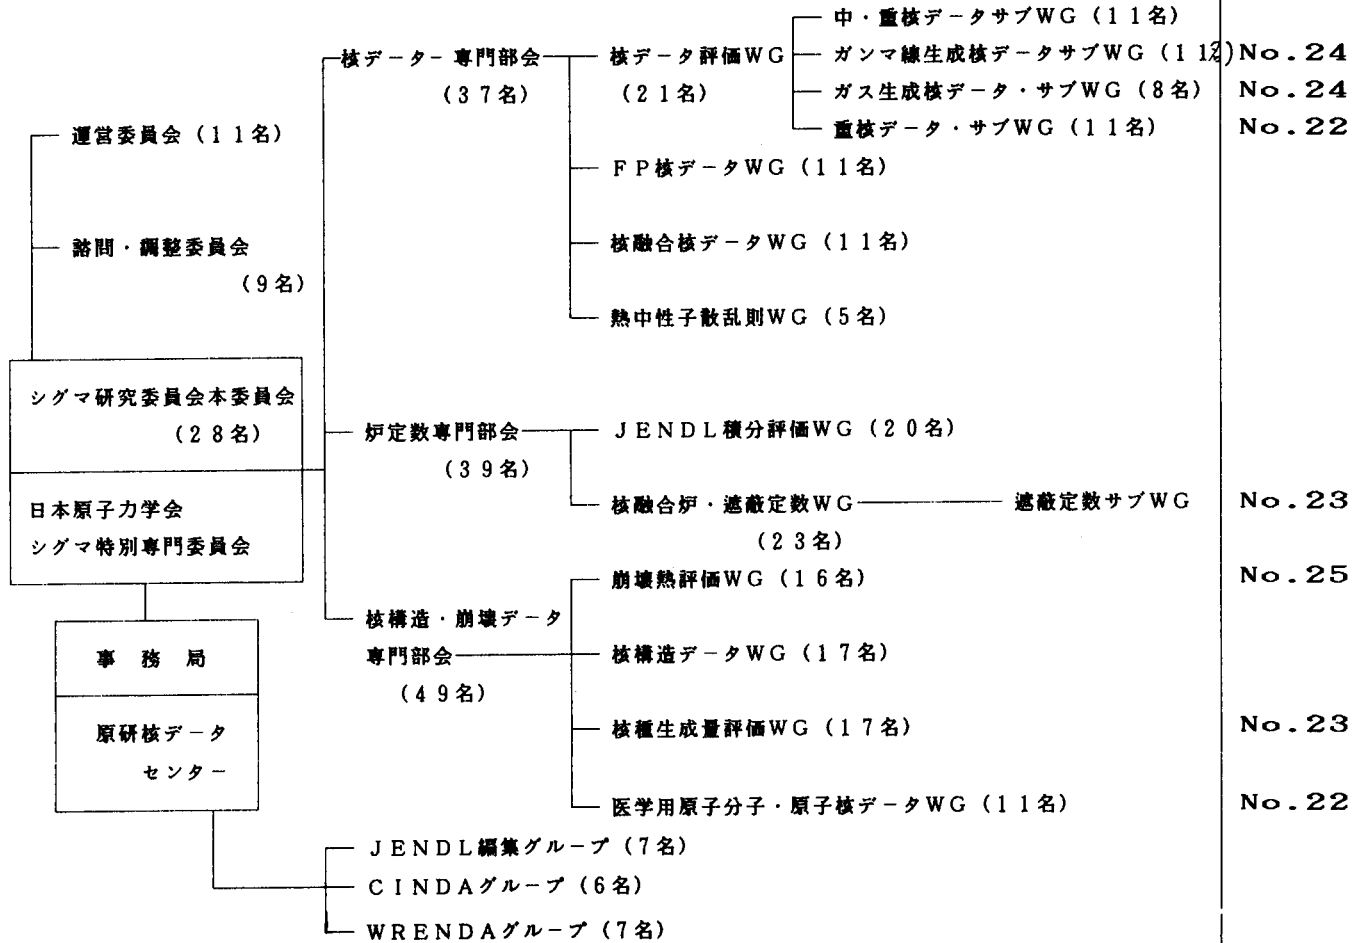 中・重核データサブWG (11名)
核データー専門部会 核データ評価WG ガンマ線生成核データサブWG (11名) No.24
(37名) (21名) ガス生成核データ・サブWG (8名) No.24
運営委員会 (11名) 重核データ・サブWG (11名) No.22
FP核データWG (11名)
諮問・調整委員会 核融合核データWG (11名)
(9名)
熱中性子散乱則WG (5名)
シグマ研究委員会本委員会
(28名) 炉定数専門部会 JENDL積分評価WG (20名)
(39名)
日本原子力学会 核融合炉・遮蔽定数WG 遮蔽定数サブWG No.23
シグマ特別専門委員会 (23名)
崩壊熱評価WG (16名) No.25
核構造・崩壊データ
事務局 専門部会 核構造データWG (17名)
(49名)
原研核データ 核種生成量評価WG (17名) No.23
センター
医学用原子分子・原子核データWG (11名) No.22
JENDL編集グループ (7名)
CINDAグループ (6名)
WRENDAグループ (7名)